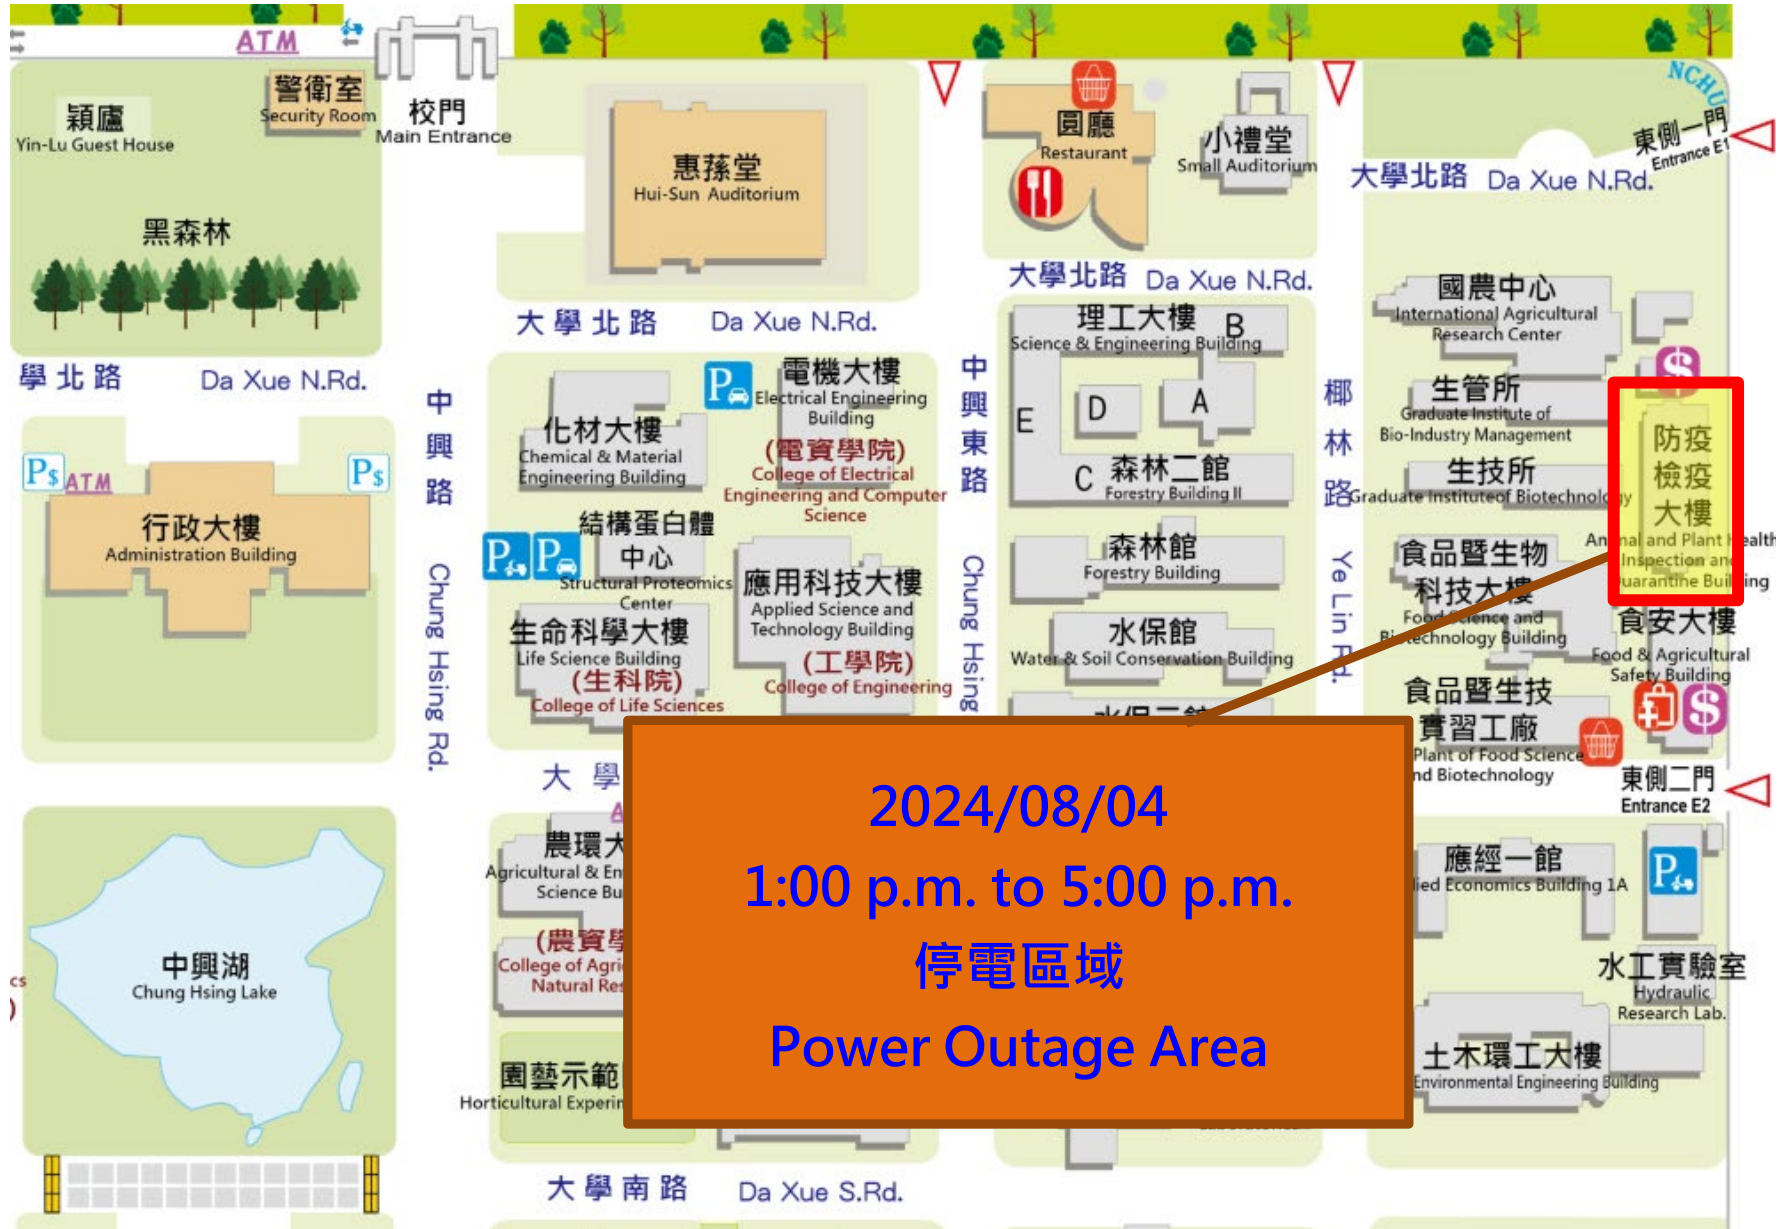 ATM
警衛室
Security Room
校門
Main Entrance
穎廬
Yin-Lu Guest House
黑森林
惠蓀堂
Hui-Sun Auditorium
圓廳
Restaurant
小禮堂
Small Auditorium
NCHU
東側一門
Entrance E1
大學北路 Da Xue N.Rd.
大學北路 Da Xue N.Rd.
大學北路 Da Xue N.Rd.
學北路 Da Xue N.Rd.
國農中心
International Agricultural
Research Center
理工大樓
Science & Engineering Building
B
A
D
E
C
森林二館
Forestry Building II
生管所
Graduate Institute of
Bio-Industry Management
生技所
Graduate Instituteof Biotechnology
防疫
檢疫
大樓
Animal and Plant Health
Inspection and
Quarantine Building
$
P
電機大樓
Electrical Engineering
Building
(電資學院)
College of Electrical
Engineering and Computer
Science
化材大樓
Chemical & Material
Engineering Building
中興路
Chung Hsing Rd.
中興東路
Chung Hsing
椰林路
Ye Lin Rd.
P$
ATM
P$
行政大樓
Administration Building
P
P
結構蛋白體
中心
Structural Proteomics
Center
應用科技大樓
Applied Science and
Technology Building
(工學院)
College of Engineering
生命科學大樓
Life Science Building
(生科院)
College of Life Sciences
森林館
Forestry Building
水保館
Water & Soil Conservation Building
水保二館
食品暨生物
科技大樓
Food Science and
Biotechnology Building
食安大樓
Food & Agricultural
Safety Building
$
食品暨生技
實習工廠
Plant of Food Science
nd Biotechnology
東側二門
Entrance E2
大學
2024/08/04
1:00 p.m. to 5:00 p.m.
停電區域
Power Outage Area
農環大
Agricultural & En
Science Bu
(農資學
College of Agri
Natural Res
園藝示範
Horticultural Experim
中興湖
Chung Hsing Lake
應經一館
ied Economics Building 1A
P
水工實驗室
Hydraulic
Research Lab.
土木環工大樓
Environmental Engineering Building
大學南路 Da Xue S.Rd.